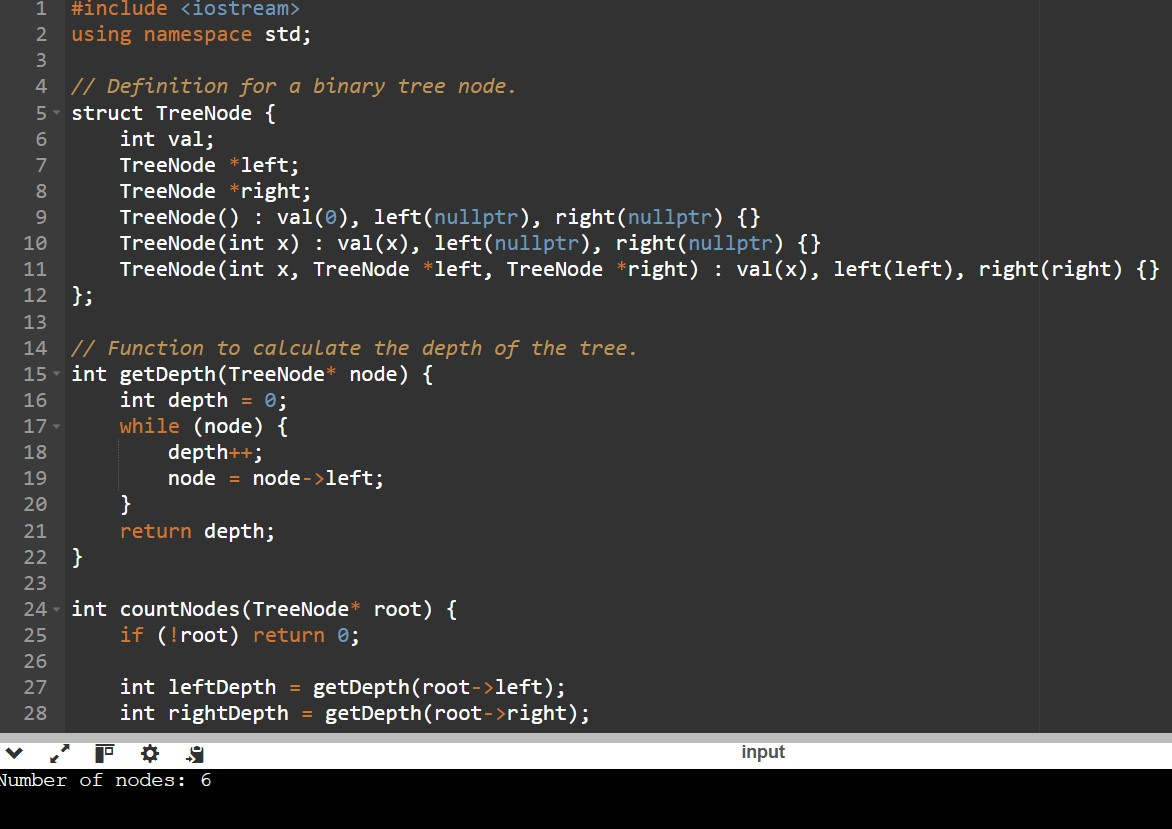 1 #include <iostream>
2 using namespace std;
3
4 // Definition for a binary tree node.
5 struct TreeNode {
6     int val;
7     TreeNode *left;
8     TreeNode *right;
9     TreeNode() : val(0), left(nullptr), right(nullptr) {}
10     TreeNode(int x) : val(x), left(nullptr), right(nullptr) {}
11     TreeNode(int x, TreeNode *left, TreeNode *right) : val(x), left(left), right(right) {}
12 };
13
14 // Function to calculate the depth of the tree.
15 int getDepth(TreeNode* node) {
16     int depth = 0;
17     while (node) {
18         depth++;
19         node = node->left;
20     }
21     return depth;
22 }
23
24 int countNodes(TreeNode* root) {
25     if (!root) return 0;
26
27     int leftDepth = getDepth(root->left);
28     int rightDepth = getDepth(root->right);
input
Number of nodes: 6